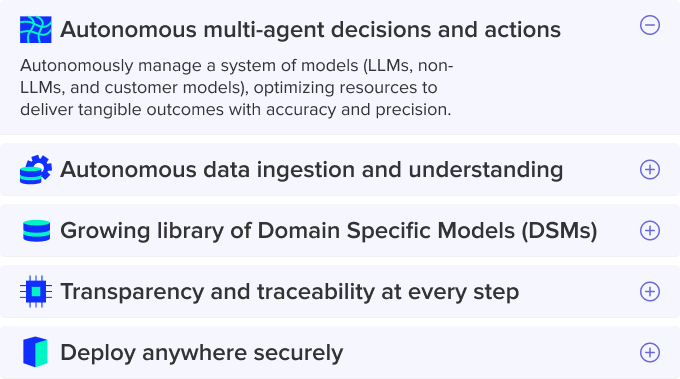 Autonomous multi-agent decisions and actions
Autonomously manage a system of models (LLMs, non-
LLMs, and customer models), optimizing resources to
deliver tangible outcomes with accuracy and precision.
Autonomous data ingestion and understanding
Growing library of Domain Specific Models (DSMs)
Transparency and traceability at every step
Deploy anywhere securely